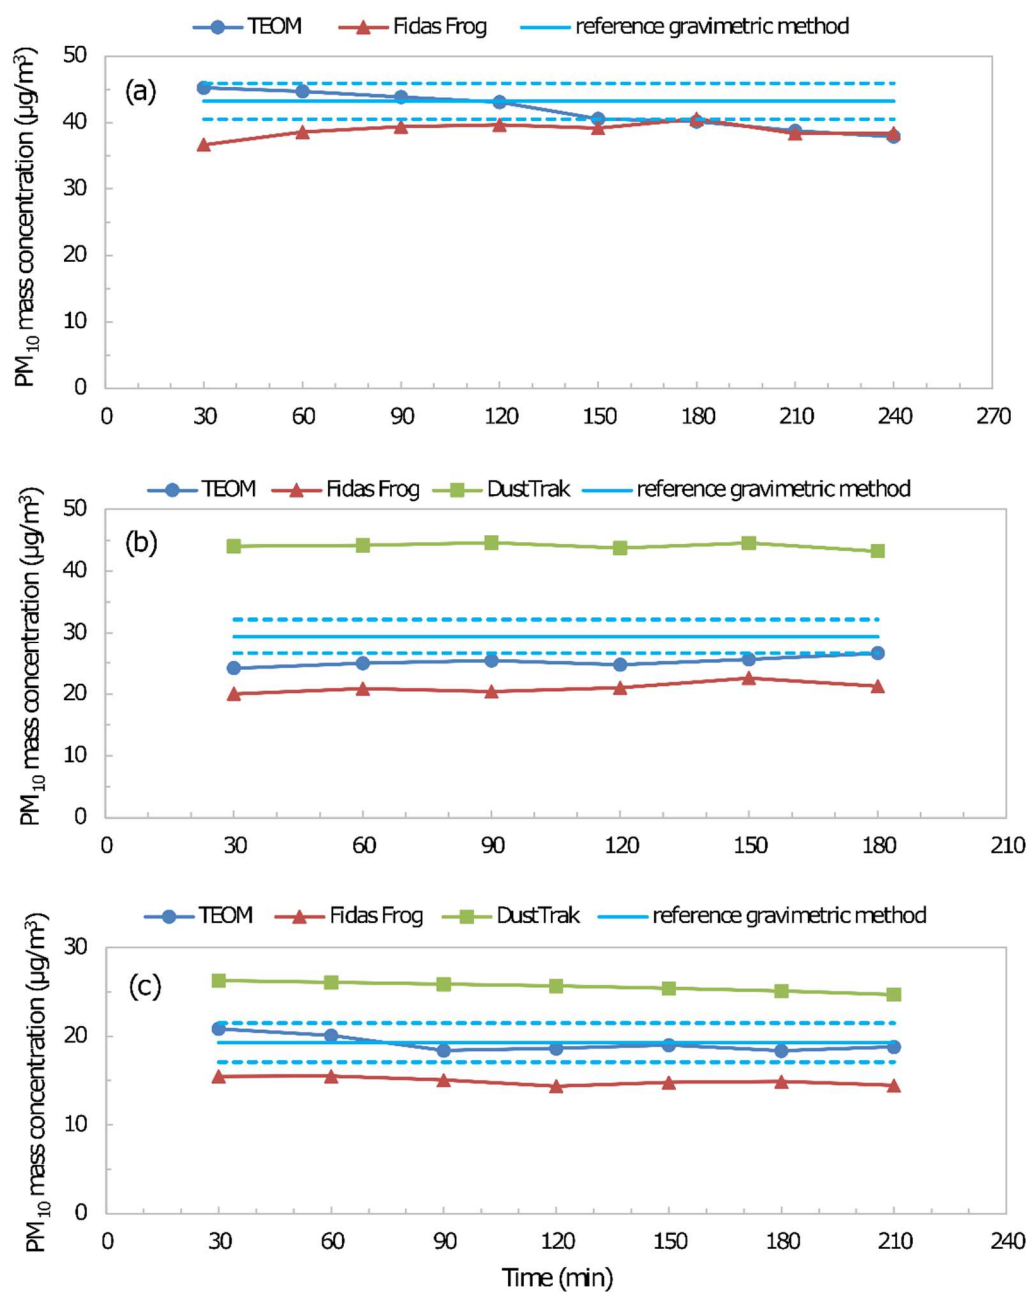 TEOM Fidas Frog reference gravimetric method
PM10 mass concentration (µg/m³)
(a)
50
40
30
20
10
0
0 30 60 90 120 150 180 210 240 270
TEOM Fidas Frog DustTrak reference gravimetric method
PM10 mass concentration (µg/m³)
(b)
50
40
30
20
10
0
0 30 60 90 120 150 180 210
TEOM Fidas Frog DustTrak reference gravimetric method
PM10 mass concentration (µg/m³)
(c)
30
20
10
0
0 30 60 90 120 150 180 210 240
Time (min)